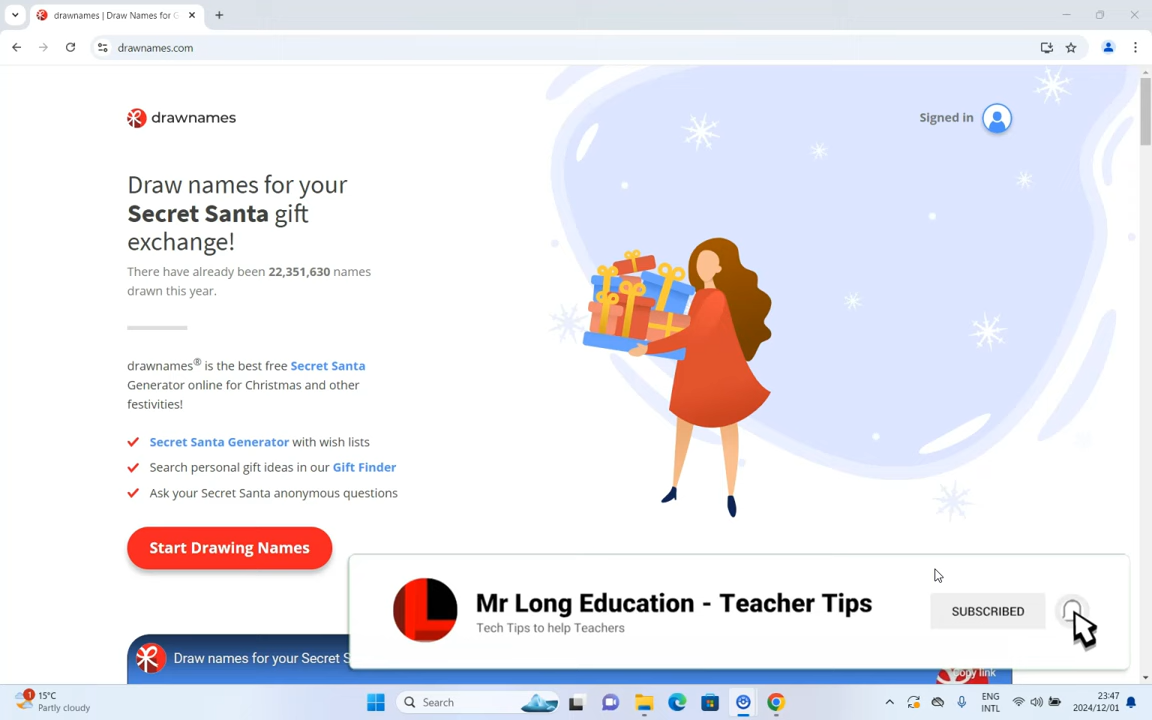 drawnames | Draw Names for G
drawnames.com
drawnames
Signed in
Draw names for your
Secret Santa gift
exchange!
There have already been 22,351,630 names
drawn this year.
drawnames® is the best free Secret Santa
Generator online for Christmas and other
festivities!
Secret Santa Generator with wish lists
Search personal gift ideas in our Gift Finder
Ask your Secret Santa anonymous questions
Start Drawing Names
Mr Long Education - Teacher Tips
Tech Tips to help Teachers
SUBSCRIBED
Draw names for your Secret S
Copy link
1
15°C
Partly cloudy
Search
ENG
INTL
23:47
2024/12/01